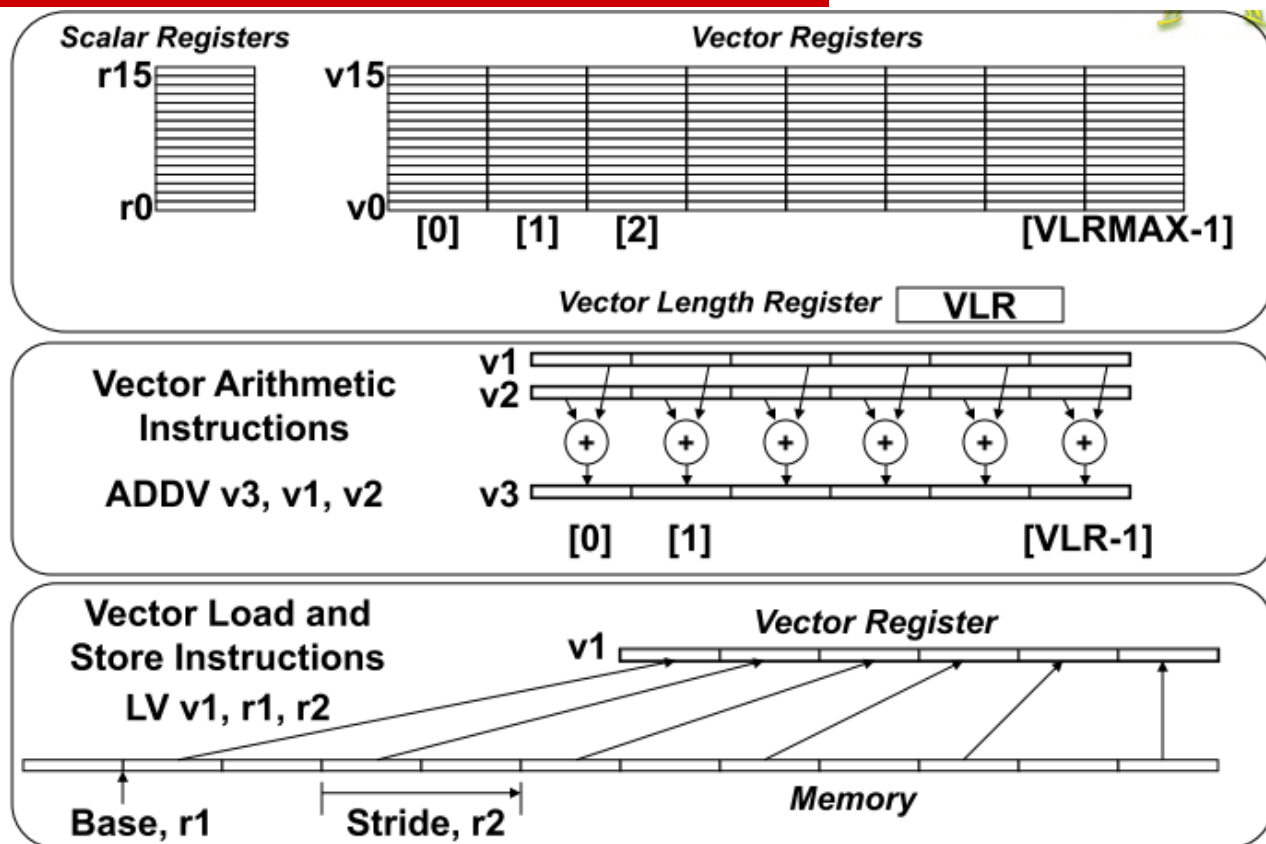 Scalar Registers
Vector Registers
r15
v15
r0
v0
[0] [1] [2] [VLRMAX-1]
Vector Length Register VLR
Vector Arithmetic
Instructions
ADDV v3, v1, v2
v1
v2
+ + + + + +
v3
[0] [1] [VLR-1]
Vector Load and
Store Instructions
LV v1, r1, r2
Vector Register
v1
Base, r1
Stride, r2
Memory